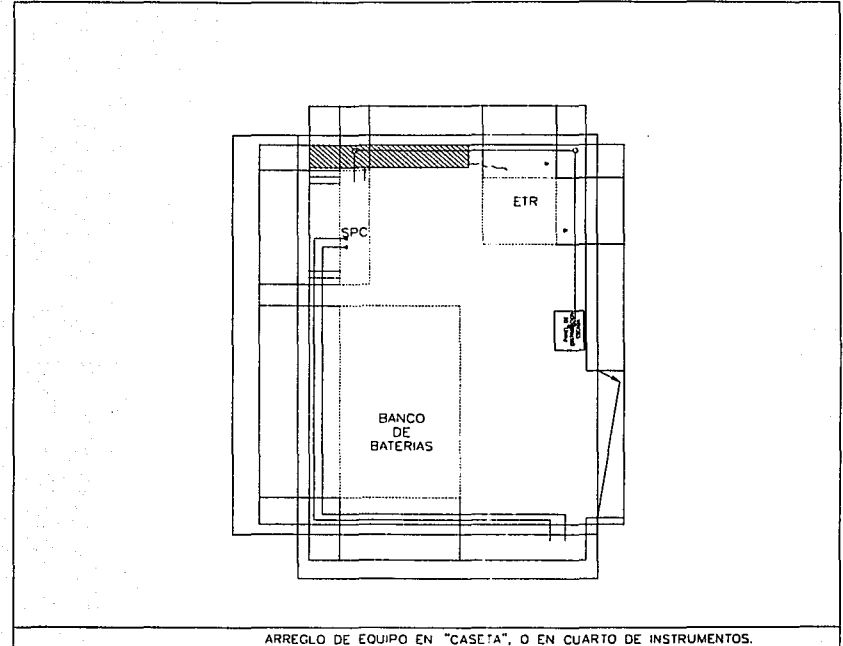 ETR
SPC
BANCO
DE
BATERIAS
ARREGLO DE EQUIPO EN "CASETA", O EN CUARTO DE INSTRUMENTOS.